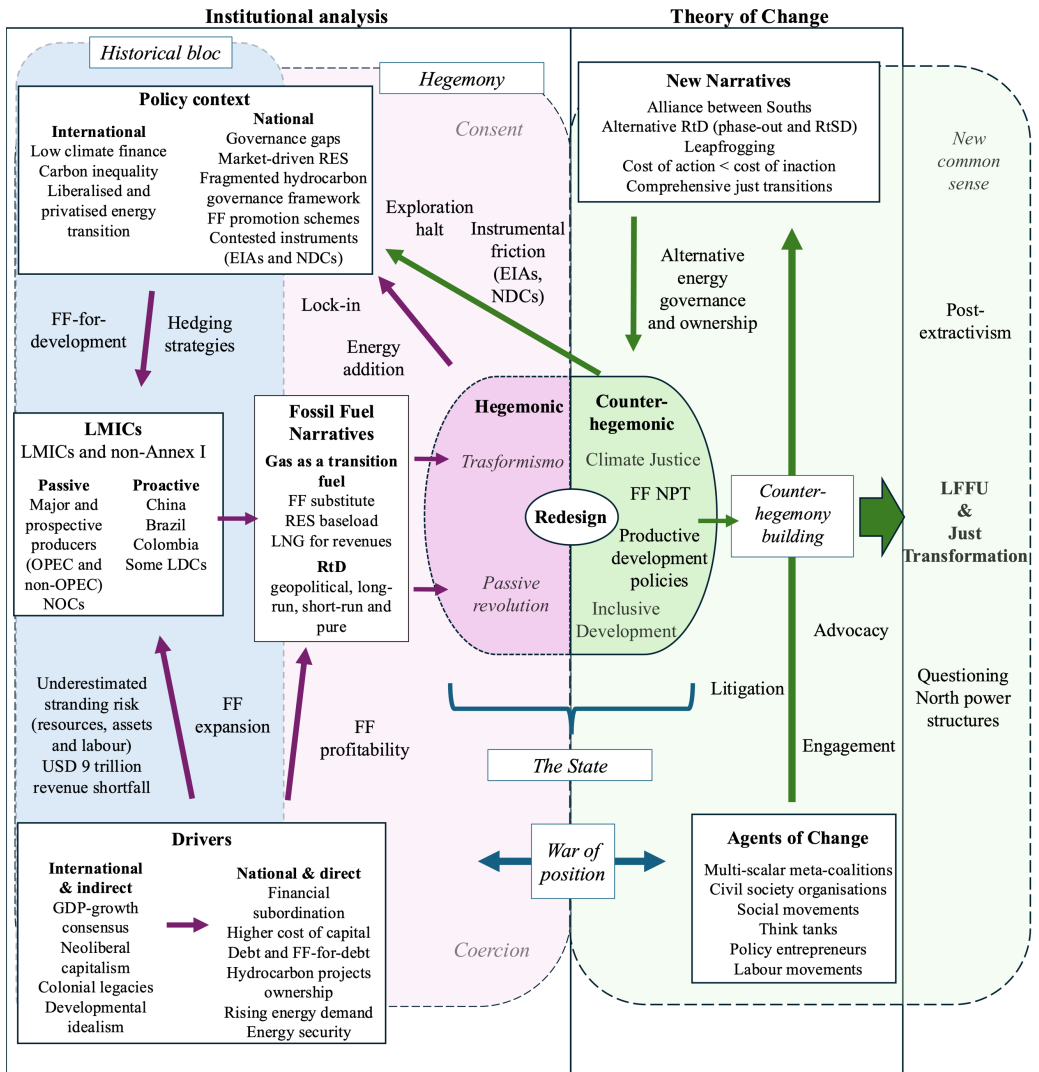 Institutional analysis
Theory of Change
Historical bloc
Hegemony
Consent
Policy context
International
Low climate finance
Carbon inequality
Liberalised and
privatised energy
transition
National
Governance gaps
Market-driven RES
Fragmented hydrocarbon
governance framework
FF promotion schemes
Contested instruments
(EIAs and NDCs)
New Narratives
Alliance between Souths
Alternative RtD (phase-out and RtSD)
Leapfrogging
Cost of action < cost of inaction
Comprehensive just transitions
New
common
sense
Exploration
halt
Instrumental
friction
(EIAs,
NDCs)
Alternative
energy
governance
and ownership
FF-for-
development
Hedging
strategies
Lock-in
Energy
addition
Post-
extractivism
LMICs
LMICs and non-Annex I
Passive
Major and
prospective
producers
(OPEC and
non-OPEC)
NOCs
Proactive
China
Brazil
Colombia
Some LDCs
Fossil Fuel
Narratives
Gas as a transition
fuel
FF substitute
RES baseload
LNG for revenues
RtD
geopolitical, long-
run, short-run and
pure
Hegemonic
Trasformismo
Passive
revolution
Redesign
Counter-
hegemonic
Climate Justice
FF NPT
Productive
development
policies
Inclusive
Development
Counter-
hegemony
building
LFFU
&
Just
Transformation
Underestimated
stranding risk
(resources, assets
and labour)
USD 9 trillion
revenue shortfall
FF
expansion
FF
profitability
Litigation
Advocacy
Engagement
Questioning
North power
structures
The State
War of
position
Coercion
Drivers
International
& indirect
GDP-growth
consensus
Neoliberal
capitalism
Colonial legacies
Developmental
idealism
National & direct
Financial
subordination
Higher cost of capital
Debt and FF-for-debt
Hydrocarbon projects
ownership
Rising energy demand
Energy security
Agents of Change
Multi-scalar meta-coalitions
Civil society organisations
Social movements
Think tanks
Policy entrepreneurs
Labour movements